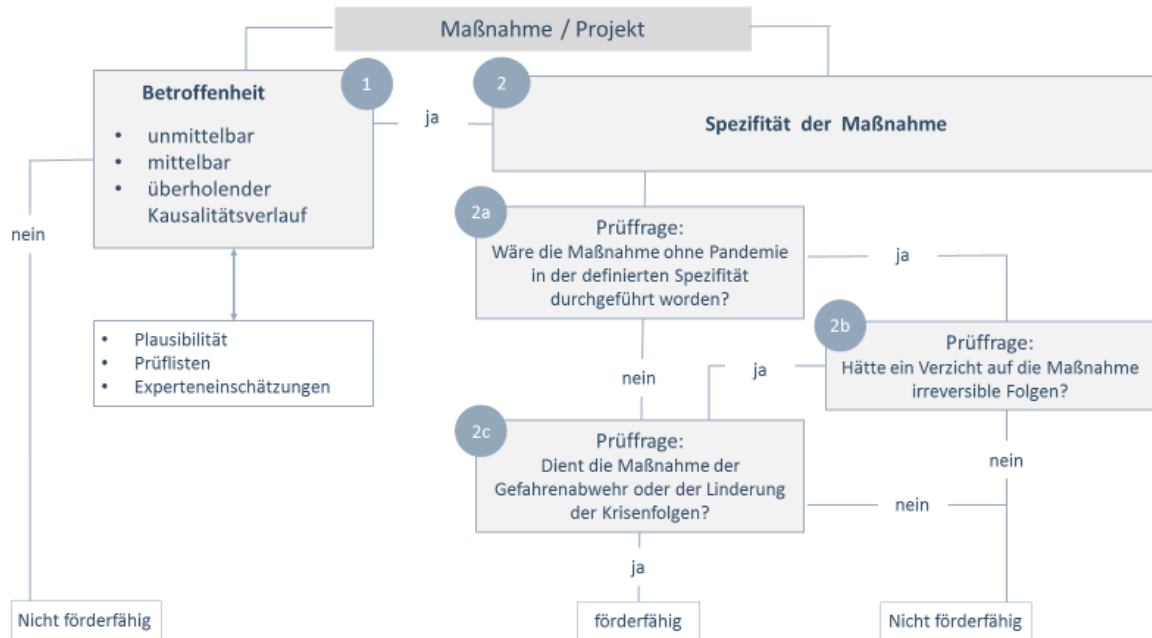 Maßnahme / Projekt
1
Betroffenheit
• unmittelbar
• mittelbar
• überholender
Kausalitätsverlauf
ja
2
Spezifität der Maßnahme
nein
2a
Prüffrage:
Wäre die Maßnahme ohne Pandemie
in der definierten Spezifität
durchgeführt worden?
ja
• Plausibilität
• Prüflisten
• Experteneinschätzungen
nein
ja
2b
Prüffrage:
Hätte ein Verzicht auf die Maßnahme
irreversible Folgen?
2c
Prüffrage:
Dient die Maßnahme der
Gefahrenabwehr oder der Linderung
der Krisenfolgen?
nein
nein
ja
Nicht förderfähig
förderfähig
Nicht förderfähig